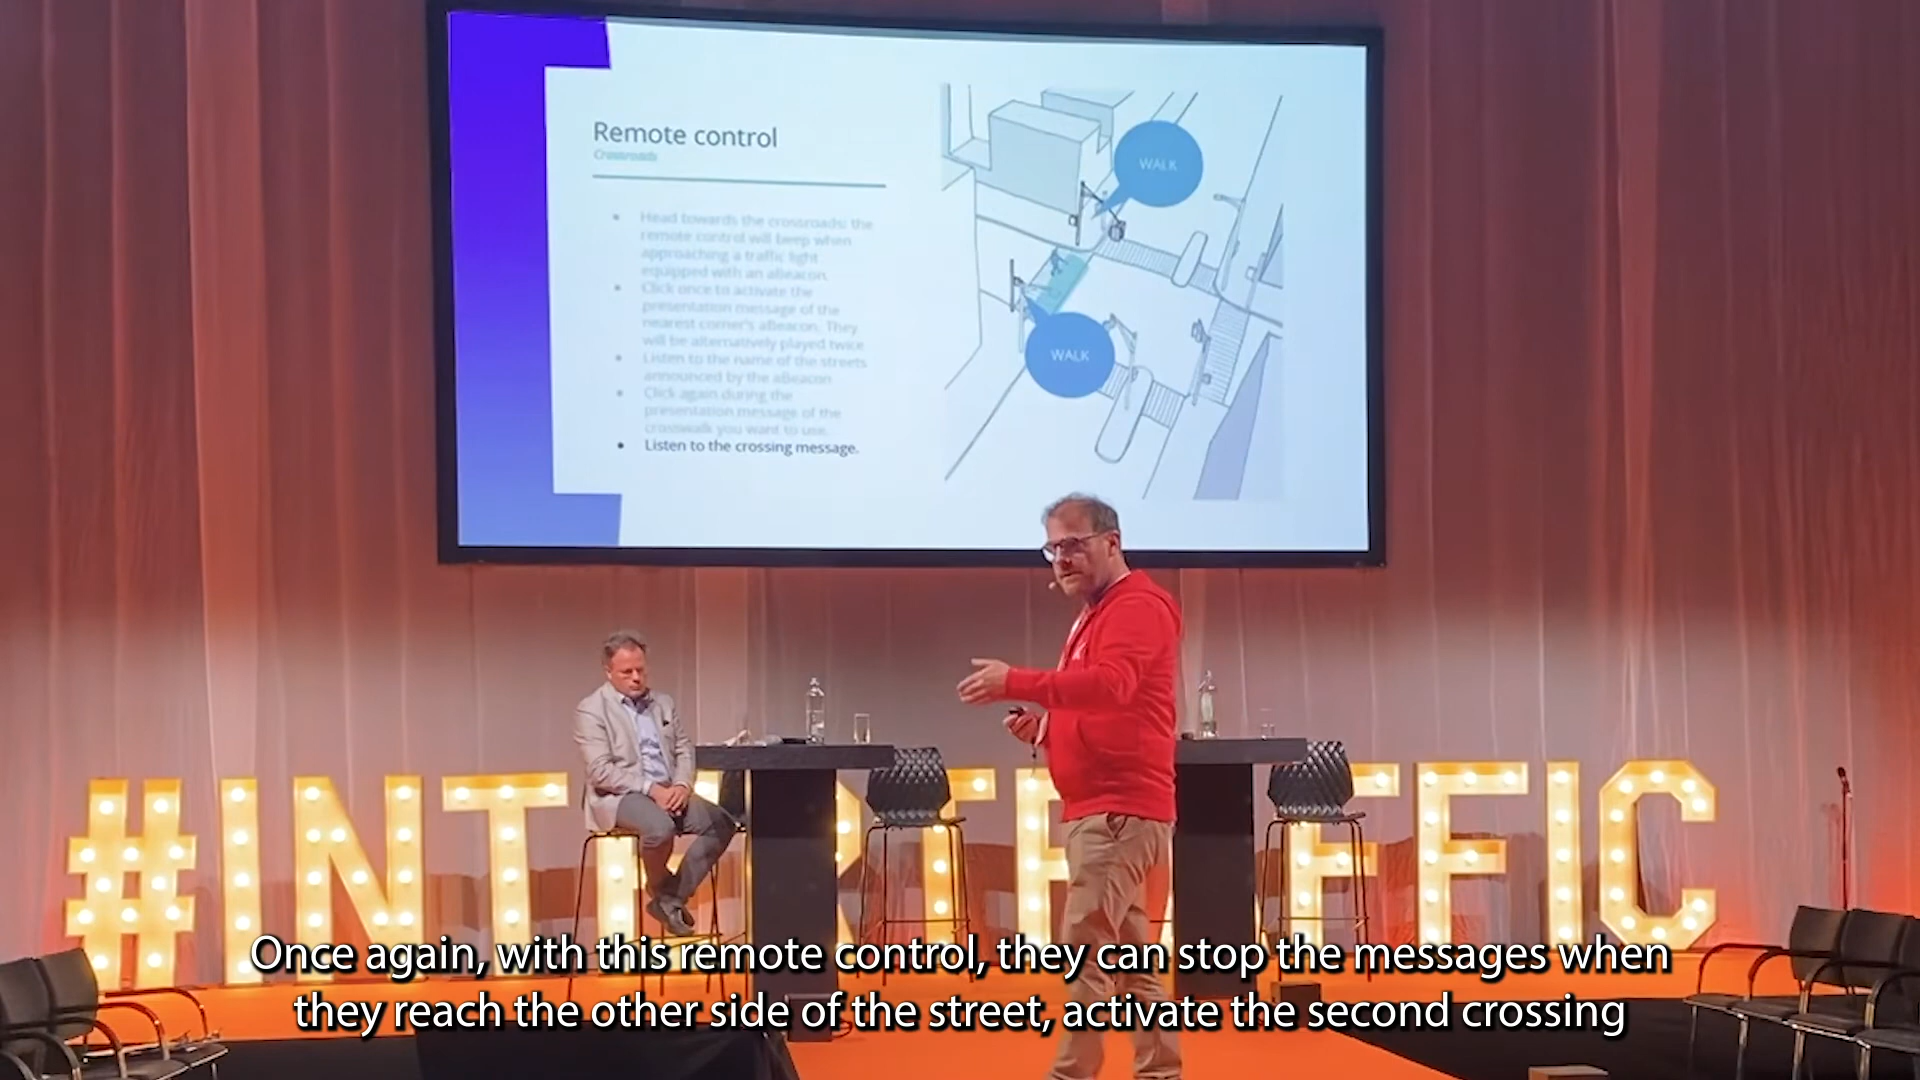 Remote control
Crossroads
• Head towards the crossroads: the
remote control will beep when
approaching a traffic light
equipped with an aBeacon.
• Click once to activate the
presentation message of the
nearest corner's aBeacon. They
will be alternatively played twice
• Listen to the name of the streets
announced by the aBeacon
• Click again during the
presentation message of the
crosswalk you want to use.
• Listen to the crossing message.
WALK
WALK
#INTERTRAFFIC
Once again, with this remote control, they can stop the messages when
they reach the other side of the street, activate the second crossing